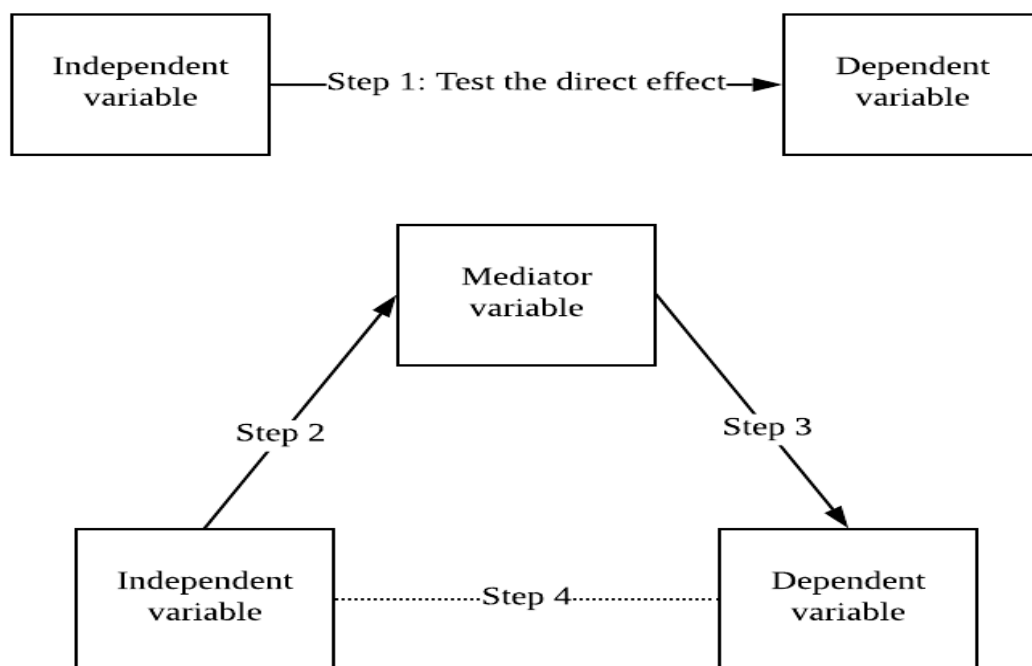 Independent
variable
Step 1: Test the direct effect
Dependent
variable
Mediator
variable
Step 2
Step 3
Independent
variable
Step 4
Dependent
variable